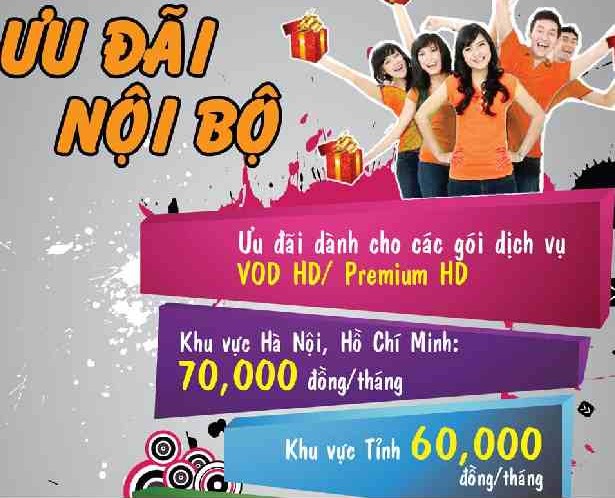 ƯU ĐÃI
NỘI BỘ
Ưu đãi dành cho các gói dịch vụ
VOD HD/ Premium HD
Khu vực Hà Nội, Hồ Chí Minh:
70,000 đồng/tháng
Khu vực Tỉnh 60,000
đồng/tháng